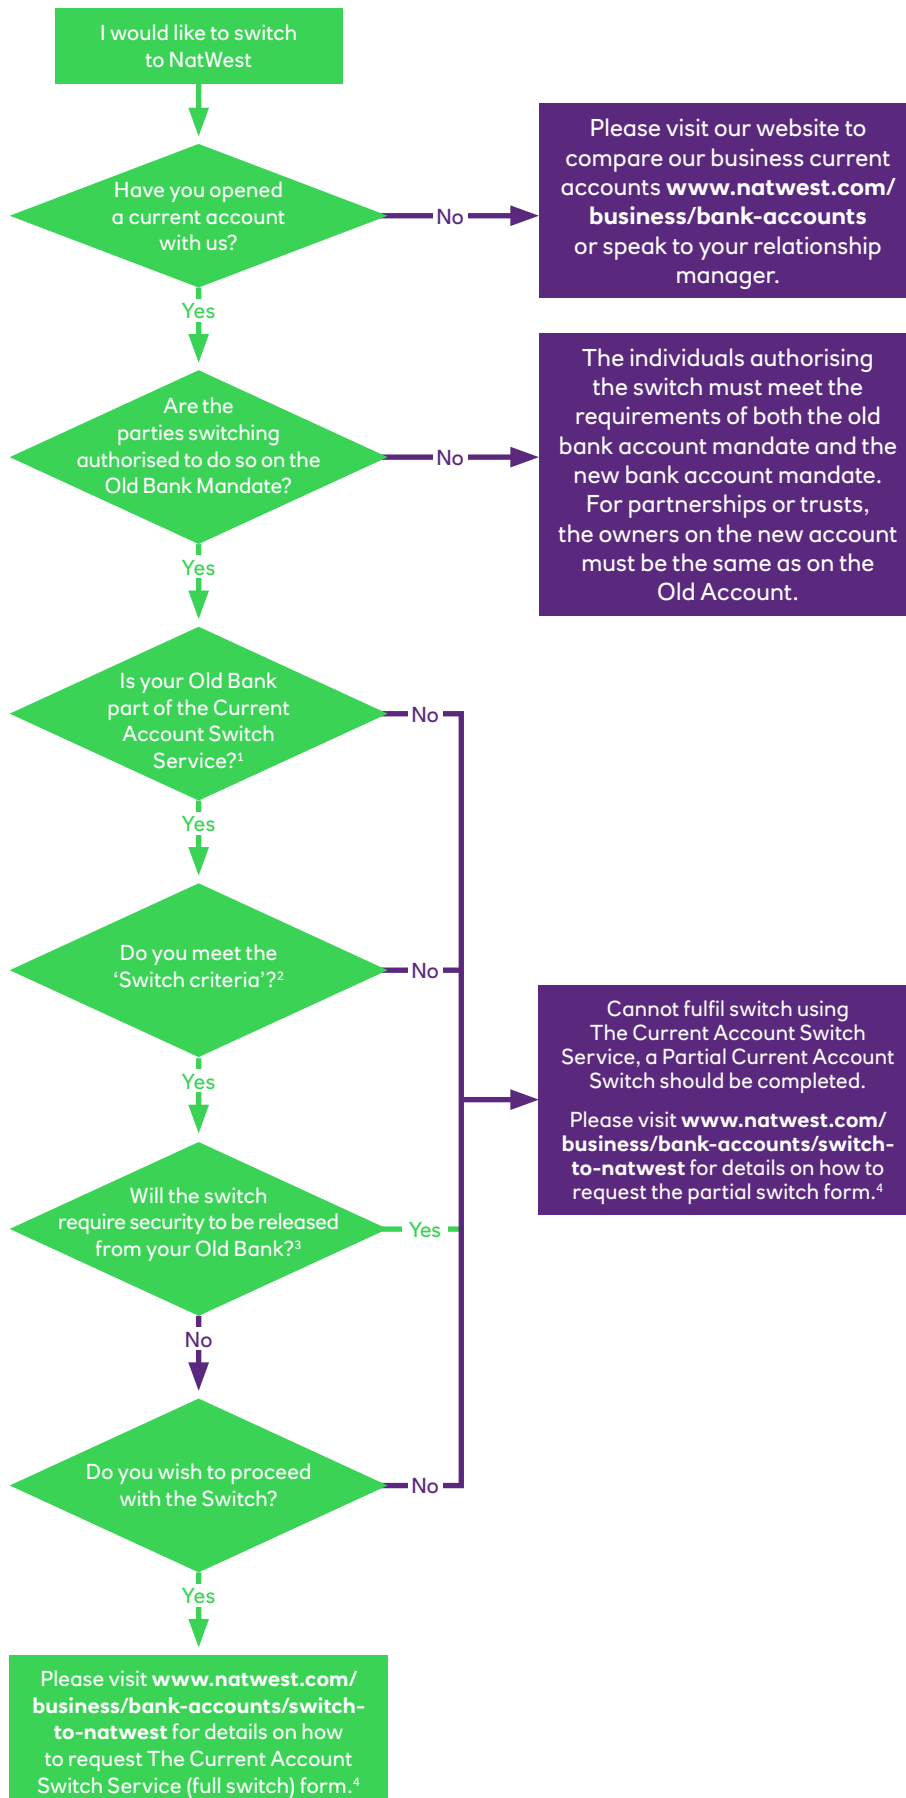 I would like to switch
to NatWest
Have you opened
a current account
with us?
No
Please visit our website to
compare our business current
accounts www.natwest.com/
business/bank-accounts
or speak to your relationship
manager.
Yes
Are the
parties switching
authorised to do so on the
Old Bank Mandate?
No
The individuals authorising
the switch must meet the
requirements of both the old
bank account mandate and the
new bank account mandate.
For partnerships or trusts,
the owners on the new account
must be the same as on the
Old Account.
Yes
Is your Old Bank
part of the Current
Account Switch
Service?¹
No
Yes
Do you meet the
‘Switch criteria’?²
No
Cannot fulfil switch using
The Current Account Switch
Service, a Partial Current Account
Switch should be completed.
Please visit www.natwest.com/
business/bank-accounts/switch-
to-natwest for details on how to
request the partial switch form.⁴
Yes
Will the switch
require security to be released
from your Old Bank?³
Yes
No
Do you wish to proceed
with the Switch?
No
Yes
Please visit www.natwest.com/
business/bank-accounts/switch-
to-natwest for details on how
to request The Current Account
Switch Service (full switch) form.⁴